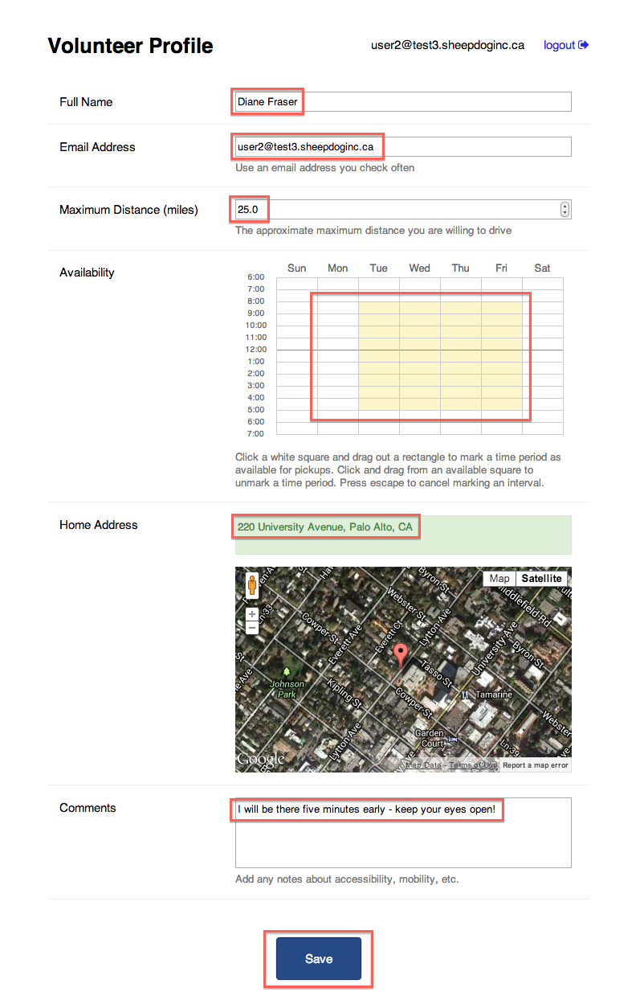 Volunteer Profile
user2@test3.sheepdoginc.ca
logout
Full Name
Diane Fraser
Email Address
user2@test3.sheepdoginc.ca
Use an email address you check often
Maximum Distance (miles)
25.0
The approximate maximum distance you are willing to drive
Availability
Sun Mon Tue Wed Thu Fri Sat
6:00
7:00
8:00
9:00
10:00
11:00
12:00
1:00
2:00
3:00
4:00
5:00
6:00
7:00
Click a white square and drag out a rectangle to mark a time period as
available for pickups. Click and drag from an available square to
unmark a time period. Press escape to cancel marking an interval.
Home Address
220 University Avenue, Palo Alto, CA
Map
Satellite
Byron St
Middlefield Rd
Webster St
Ln 33
Cowper St
Everett Ave
Everett Ct
Lytton Ave
University Ave
Byron St
Tasso St
Johnson
Park
Kipling St
Cowper St
Tamarine
Webster
Lytton Ave
Garden
Court
Ln 39
Google
Map Data - Terms of Use
Report a map error
Comments
I will be there five minutes early - keep your eyes open!
Add any notes about accessibility, mobility, etc.
Save